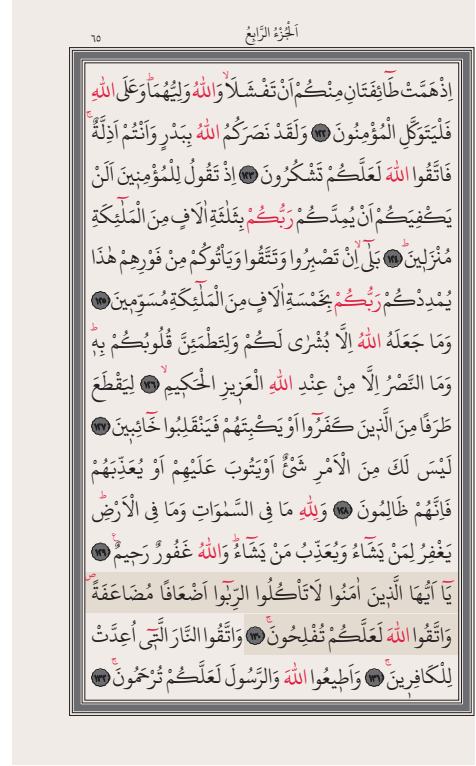 اَلْجُزْءُ الرَّابِعُ
٦٥
اِذْ هَمَّتْ طَٓائِفَتَانِ مِنْكُمْ اَنْ تَفْشَلَاۙ وَاللّٰهُ وَلِيُّهُمَاۜ وَعَلَى اللّٰهِ
فَلْيَتَوَكَّلِ الْمُؤْمِنُونَ ﴿١٢٢﴾ وَلَقَدْ نَصَرَكُمُ اللّٰهُ بِبَدْرٍ وَاَنْتُمْ اَذِلَّةٌۚ
فَاتَّقُوا اللّٰهَ لَعَلَّكُمْ تَشْكُرُونَ ﴿١٢٣﴾ اِذْ تَقُولُ لِلْمُؤْمِنِينَ اَلَنْ
يَكْفِيَكُمْ اَنْ يُمِدَّكُمْ رَبُّكُمْ بِثَلٰثَةِ اٰلَافٍ مِنَ الْمَلٰٓئِكَةِ
مُنْزَلِينَۜ ﴿١٢٤﴾ بَلٰٓىۙ اِنْ تَصْبِرُوا وَتَتَّقُوا وَيَأْتُوكُمْ مِنْ فَوْرِهِمْ هٰذَا
يُمْدِدْكُمْ رَبُّكُمْ بِخَمْسَةِ اٰلَافٍ مِنَ الْمَلٰٓئِكَةِ مُسَوِّمِينَ ﴿١٢٥﴾
وَمَا جَعَلَهُ اللّٰهُ اِلَّا بُشْرٰى لَكُمْ وَلِتَطْمَئِنَّ قُلُوبُكُمْ بِهٖۜ
وَمَا النَّصْرُ اِلَّا مِنْ عِنْدِ اللّٰهِ الْعَزِيزِ الْحَكِيمِۙ ﴿١٢٦﴾ لِيَقْطَعَ
طَرَفًا مِنَ الَّذِينَ كَفَرُٓوا اَوْ يَكْبِتَهُمْ فَيَنْقَلِبُوا خَٓائِبِينَ ﴿١٢٧﴾
لَيْسَ لَكَ مِنَ الْاَمْرِ شَيْءٌ اَوْ يَتُوبَ عَلَيْهِمْ اَوْ يُعَذِّبَهُمْ
فَاِنَّهُمْ ظَالِمُونَ ﴿١٢٨﴾ وَلِلّٰهِ مَا فِي السَّمٰوَاتِ وَمَا فِي الْاَرْضِۜ
يَغْفِرُ لِمَنْ يَشَٓاءُ وَيُعَذِّبُ مَنْ يَشَٓاءُۜ وَاللّٰهُ غَفُورٌ رَحِيمٌ۟ ﴿١٢٩﴾
يَٓا اَيُّهَا الَّذِينَ اٰمَنُوا لَا تَأْكُلُوا الرِّبٰٓوا اَضْعَافًا مُضَاعَفَةًۖ
وَاتَّقُوا اللّٰهَ لَعَلَّكُمْ تُفْلِحُونَۚ ﴿١٣٠﴾ وَاتَّقُوا النَّارَ الَّتِٓي اُعِدَّتْ
لِلْكَافِرِينَۚ ﴿١٣١﴾ وَاَطِيعُوا اللّٰهَ وَالرَّسُولَ لَعَلَّكُمْ تُرْحَمُونَۚ ﴿١٣٢﴾